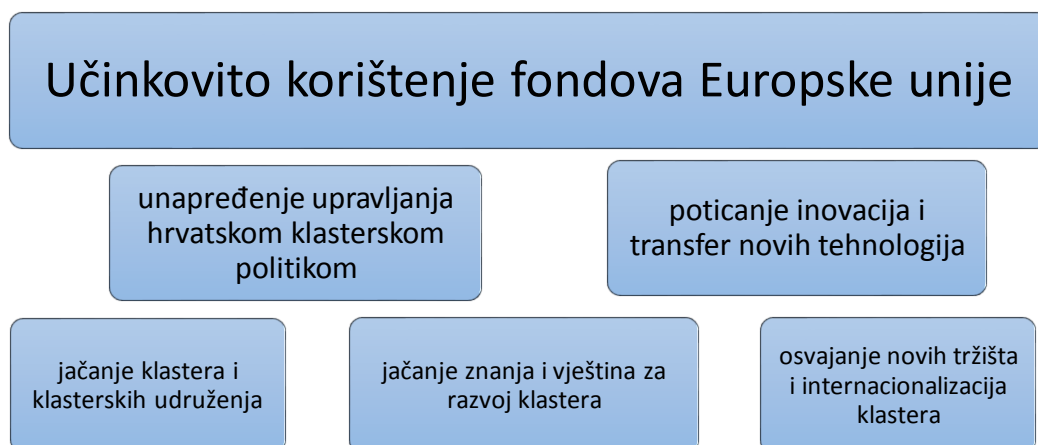 Učinkovito korištenje fondova Europske unije
unapređenje upravljanja
hrvatskom klasterskom
politikom
poticanje inovacija i
transfer novih tehnologija
jačanje klastera i
klasterskih udruženja
jačanje znanja i vještina za
razvoj klastera
osvajanje novih tržišta
i internacionalizacija
klastera